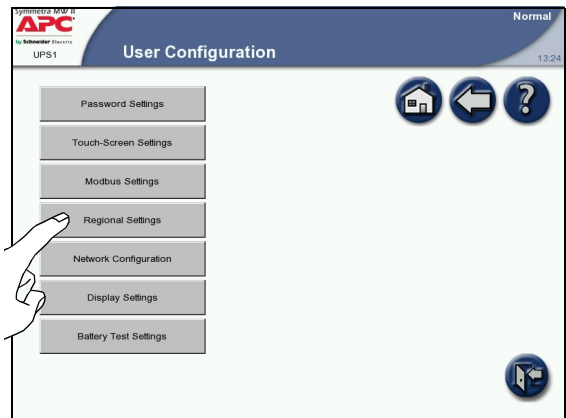 Symmetra MW II
APC
by Schneider Electric
UPS1
User Configuration
Normal
13:24
Password Settings
Touch-Screen Settings
Modbus Settings
Regional Settings
Network Configuration
Display Settings
Battery Test Settings
?